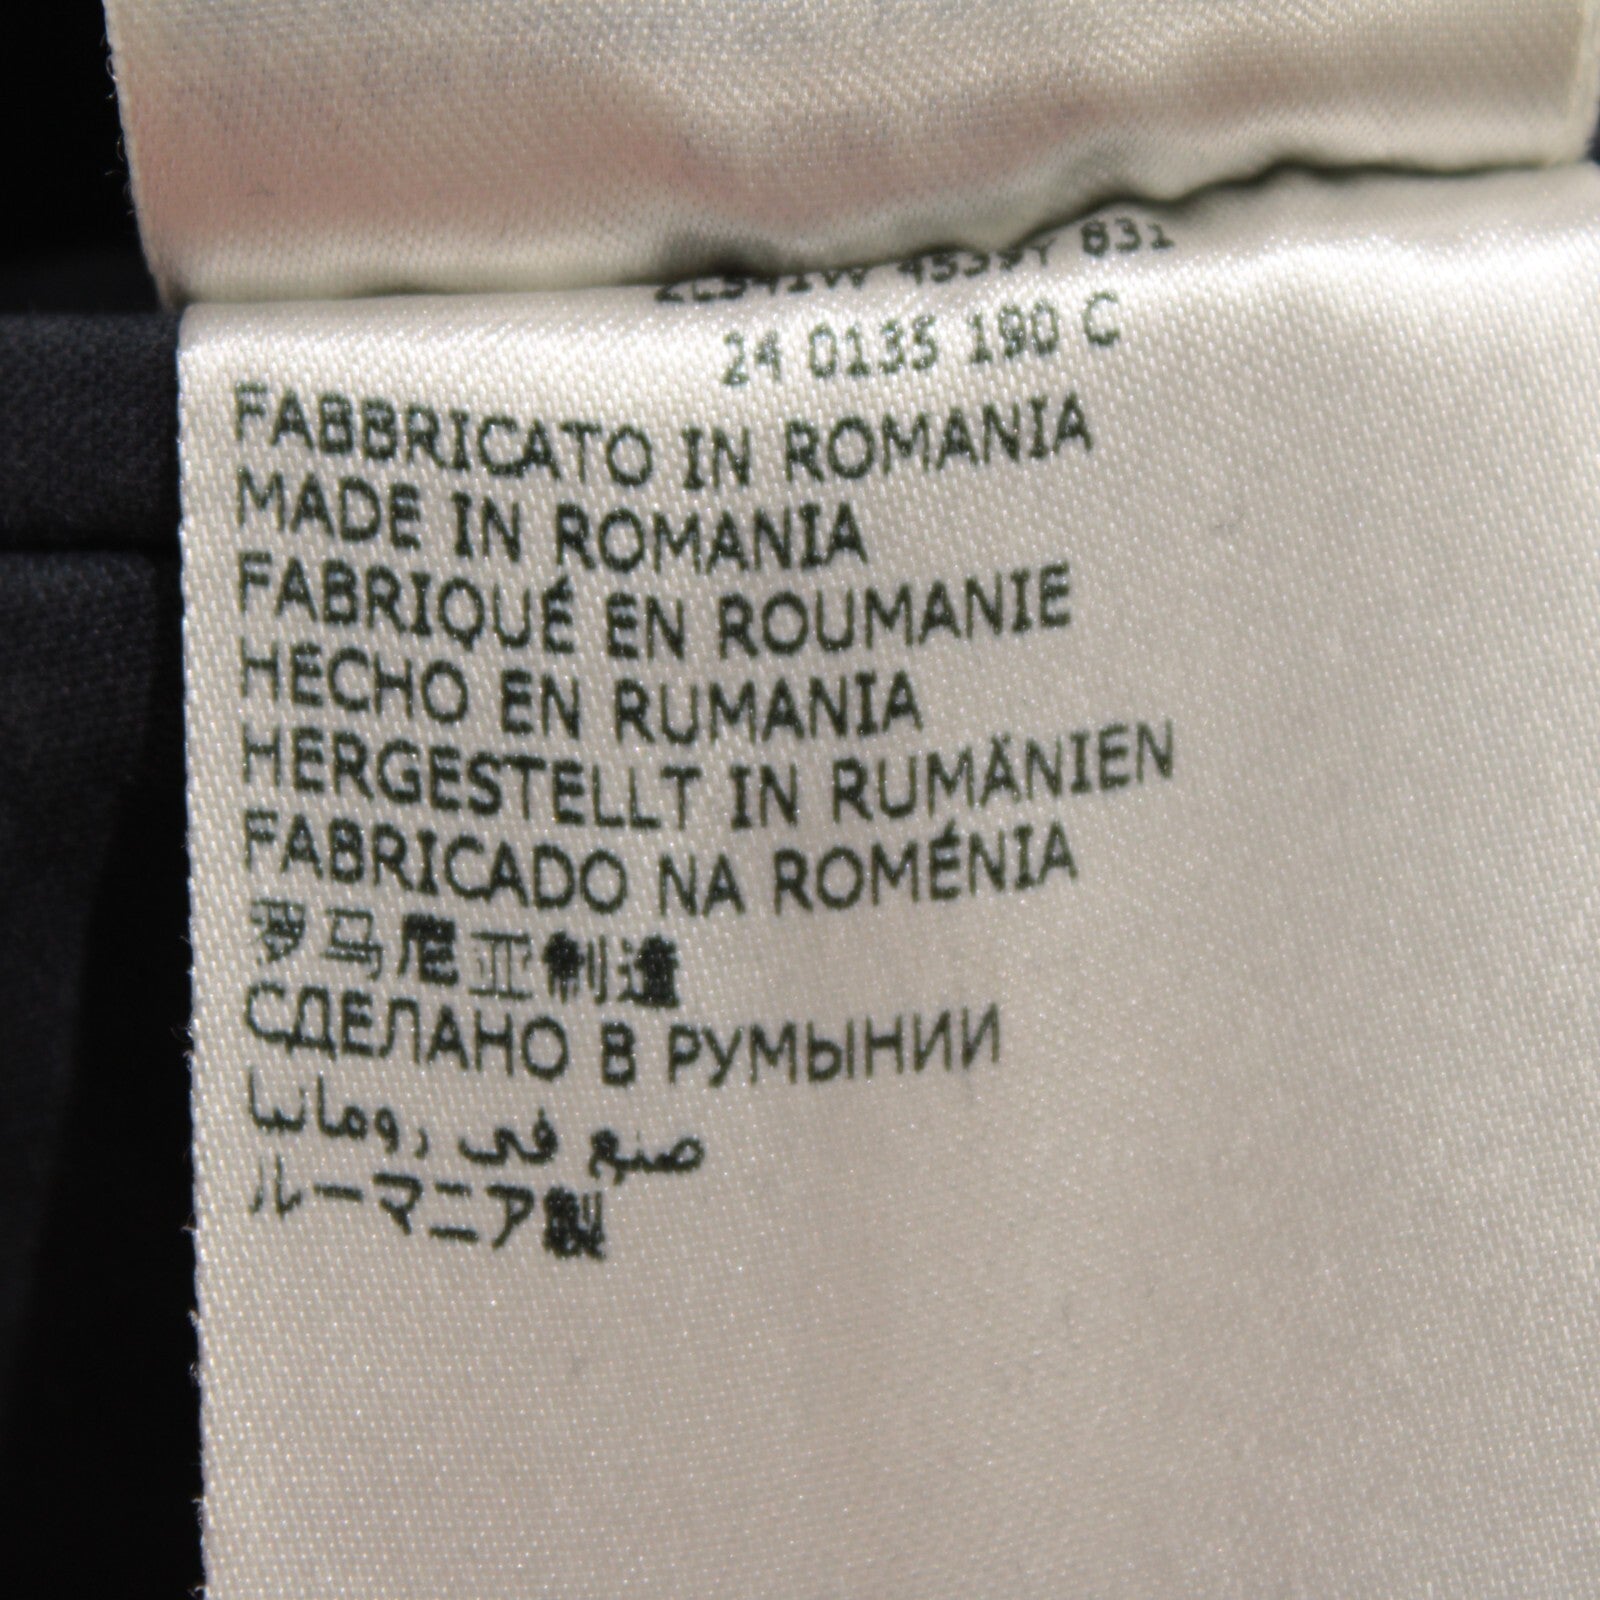 831
24 0135 190 C
FABBRICATO IN ROMANIA
MADE IN ROMANIA
FABRIQUÉ EN ROUMANIE
HECHO EN RUMANIA
HERGESTELLT IN RUMÄNIEN
FABRICADO NA ROMÉNIA
罗马尼亚制造
СДЕЛАНО В РУМЫНИИ
صنع في رومانيا
ルーマニア製